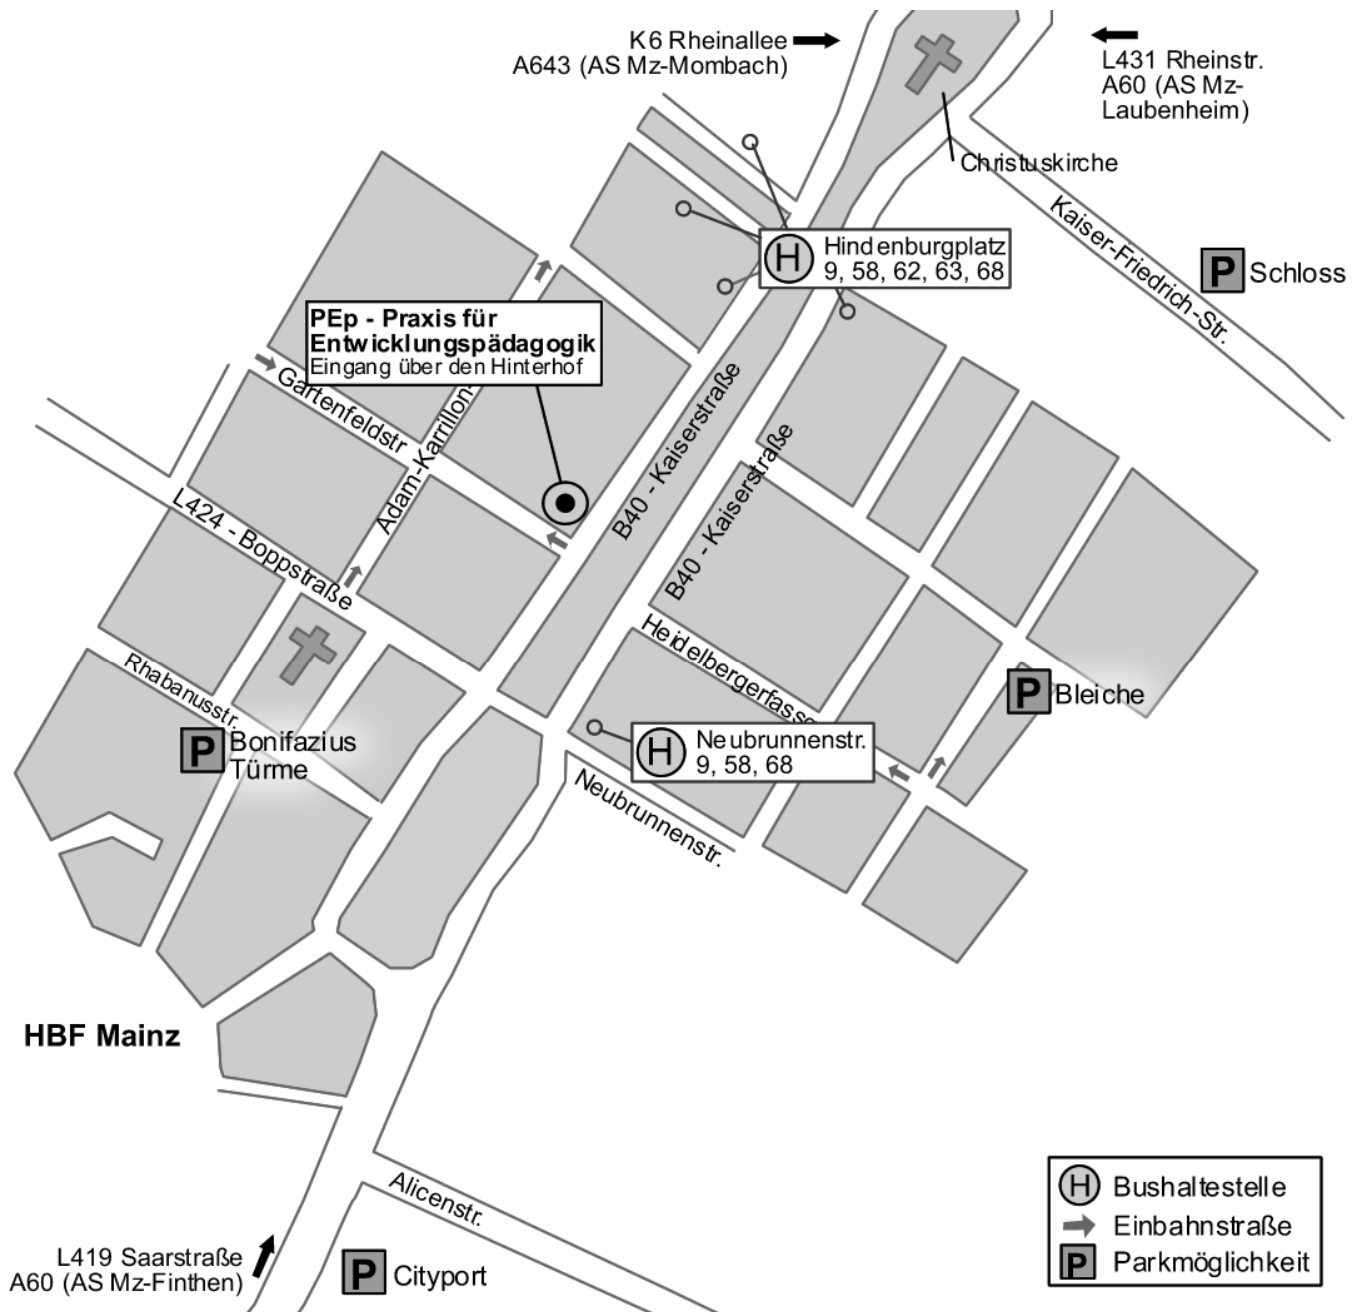 K6 Rheinallee
A643 (AS Mz-Mombach)
L431 Rheinstr.
A60 (AS Mz-
Laubenheim)
Christuskirche
Kaiser-Friedrich-Str.
P Schloss
H Hindenburgplatz
9, 58, 62, 63, 68
PEp - Praxis für
Entwicklungspädagogik
Eingang über den Hinterhof
Gartenfeldstr
Adam-Karrillon-
B40 - Kaiserstraße
B40 - Kaiserstraße
L424 - Boppstraße
Heidelbergerfasse
Rhabanusstr.
P Bleiche
P Bonifazius
Türme
H Neubrunnenstr.
9, 58, 68
Neubrunnenstr.
HBF Mainz
Alicenstr.
L419 Saarstraße
A60 (AS Mz-Finthen)
P Cityport
H Bushaltestelle
Einbahnstraße
P Parkmöglichkeit